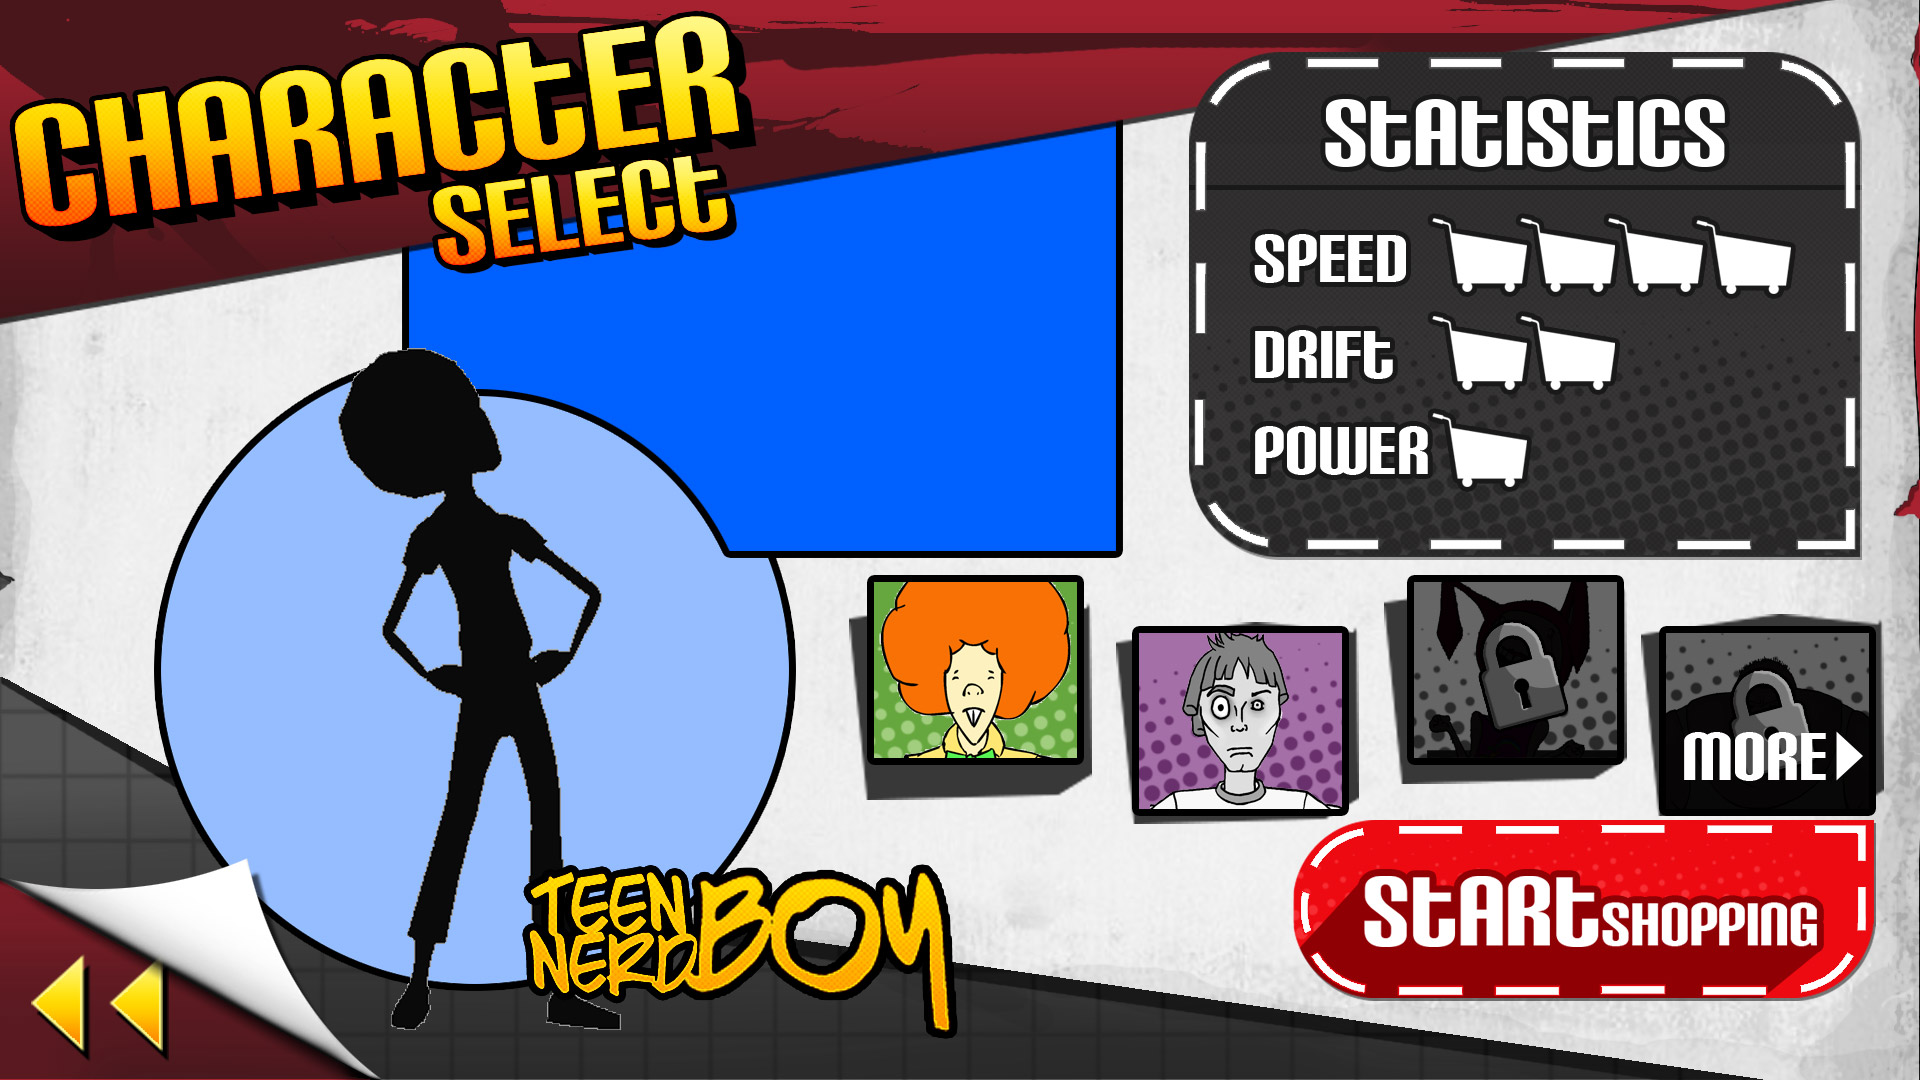 CHARACTER
SELECT
STATISTICS
SPEED
DRIFT
POWER
MORE
TEEN
NERD BOY
START SHOPPING